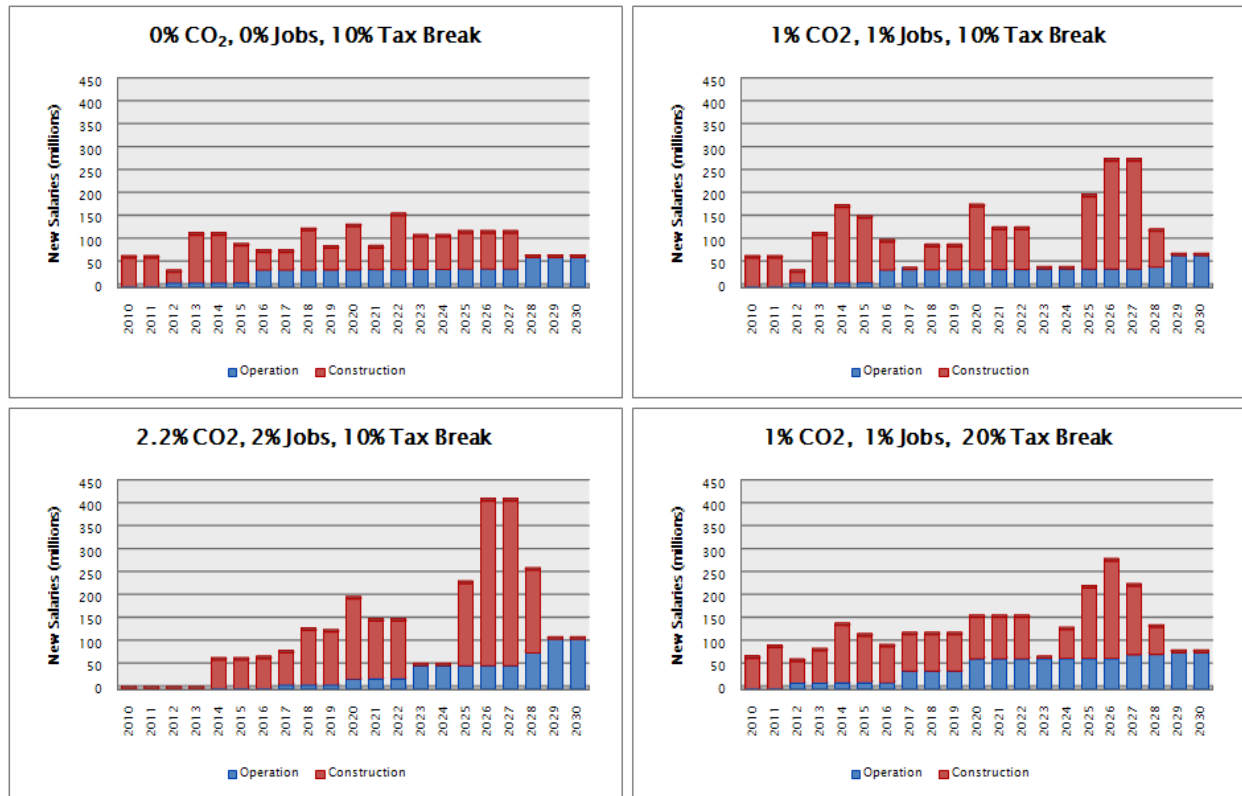 0% CO₂, 0% Jobs, 10% Tax Break
New Salaries (millions)
450
400
350
300
250
200
150
100
50
0
2010 2011 2012 2013 2014 2015 2016 2017 2018 2019 2020 2021 2022 2023 2024 2025 2026 2027 2028 2029 2030
Operation Construction
1% CO2, 1% Jobs, 10% Tax Break
New Salaries (millions)
450
400
350
300
250
200
150
100
50
0
2010 2011 2012 2013 2014 2015 2016 2017 2018 2019 2020 2021 2022 2023 2024 2025 2026 2027 2028 2029 2030
Operation Construction
2.2% CO2, 2% Jobs, 10% Tax Break
New Salaries (millions)
450
400
350
300
250
200
150
100
50
0
2010 2011 2012 2013 2014 2015 2016 2017 2018 2019 2020 2021 2022 2023 2024 2025 2026 2027 2028 2029 2030
Operation Construction
1% CO2, 1% Jobs, 20% Tax Break
New Salaries (millions)
450
400
350
300
250
200
150
100
50
0
2010 2011 2012 2013 2014 2015 2016 2017 2018 2019 2020 2021 2022 2023 2024 2025 2026 2027 2028 2029 2030
Operation Construction